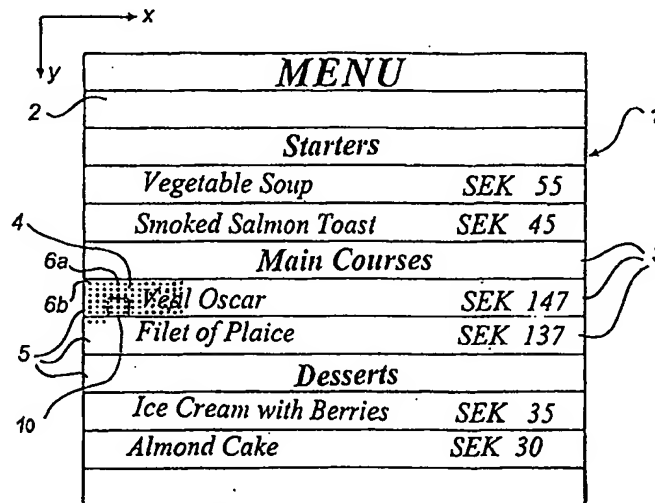 x
y
MENU
2
1
Starters
Vegetable Soup SEK 55
Smoked Salmon Toast SEK 45
4
6a
Main Courses
3
6b
Veal Oscar SEK 147
Filet of Plaice SEK 137
5
Desserts
10
Ice Cream with Berries SEK 35
Almond Cake SEK 30